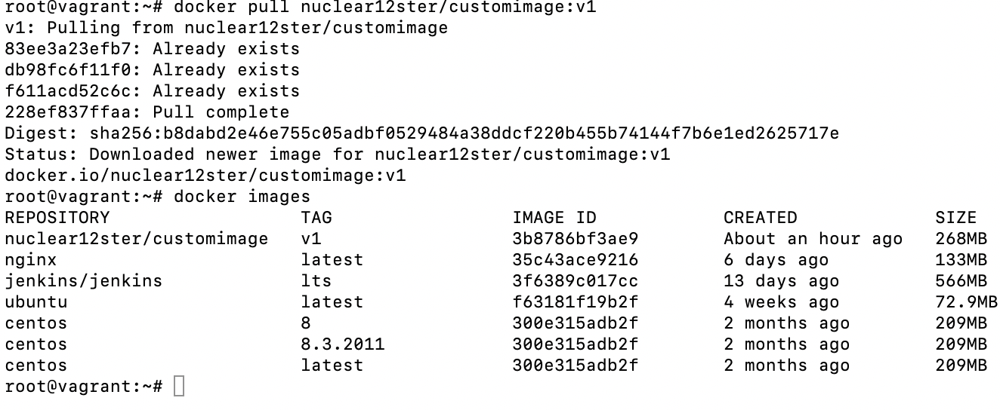 root@vagrant:~# docker pull nuclear12ster/customimage:v1
v1: Pulling from nuclear12ster/customimage
83ee3a23efb7: Already exists
db98fc6f11f0: Already exists
f611acd52c6c: Already exists
228ef837ffaa: Pull complete
Digest: sha256:b8dabd2e46e755c05adbf0529484a38ddcf220b455b74144f7b6e1ed2625717e
Status: Downloaded newer image for nuclear12ster/customimage:v1
docker.io/nuclear12ster/customimage:v1
root@vagrant:~# docker images
REPOSITORY TAG IMAGE ID CREATED SIZE
nuclear12ster/customimage v1 3b8786bf3ae9 About an hour ago 268MB
nginx latest 35c43ace9216 6 days ago 133MB
jenkins/jenkins lts 3f6389c017cc 13 days ago 566MB
ubuntu latest f63181f19b2f 4 weeks ago 72.9MB
centos 8 300e315adb2f 2 months ago 209MB
centos 8.3.2011 300e315adb2f 2 months ago 209MB
centos latest 300e315adb2f 2 months ago 209MB
root@vagrant:~#